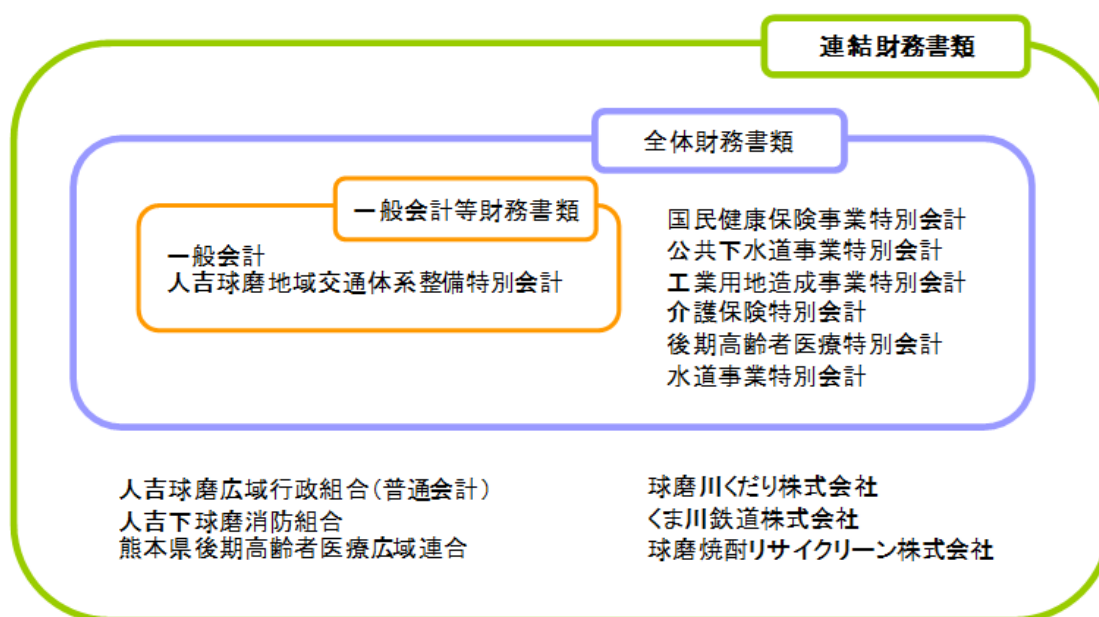 連結財務書類
全体財務書類
一般会計等財務書類
一般会計
人吉球磨地域交通体系整備特別会計
国民健康保険事業特別会計
公共下水道事業特別会計
工業用地造成事業特別会計
介護保険特別会計
後期高齢者医療特別会計
水道事業特別会計
人吉球磨広域行政組合(普通会計)
人吉下球磨消防組合
熊本県後期高齢者医療広域連合
球磨川くだり株式会社
くま川鉄道株式会社
球磨焼酎リサイクリーン株式会社